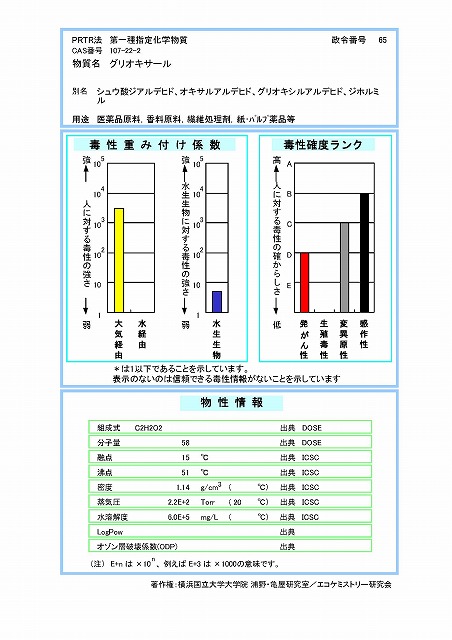 PRTR法 第一種指定化学物質 政令番号 65
CAS番号 107-22-2
物質名 グリオキサール
別名 シュウ酸ジアルデヒド、オキサルアルデヒド、グリオキシルアルデヒド、ジホルミ
ル
用途 医薬品原料，香料原料，繊維処理剤，紙・パルプ薬品等
毒性重み付け係数
強 10^5 強 10^5
10^4 10^4
10^3 10^3
10^2 10^2
10 10
弱 1 弱 1
人に対する毒性の強さ
水生生物に対する毒性の強さ
大気経由
水経由
水生生物
毒性確度ランク
高 A
B
C
D
E
低
人に対する毒性の確からしさ
発がん性
生殖毒性
変異原性
感作性
＊は1以下であることを示しています。
表示のないのは信頼できる毒性情報がないことを示しています
物性情報
組成式 C2H2O2 出典 DOSE
分子量 58 出典 DOSE
融点 15 ℃ 出典 ICSC
沸点 51 ℃ 出典 ICSC
密度 1.14 g/cm3 ( ℃) 出典 ICSC
蒸気圧 2.2E+2 Torr (20 ℃) 出典 ICSC
水溶解度 6.0E+5 mg/L ( ℃) 出典 ICSC
LogPow 出典
オゾン層破壊係数(ODP) 出典
(注) E+n は ×10^n、例えば E+3 は ×1000の意味です。
著作権：横浜国立大学大学院 浦野・亀屋研究室／エコケミストリー研究会